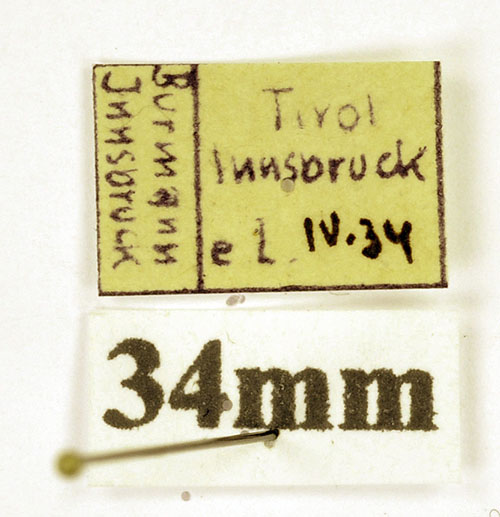 Burmann
Innsbruck
Tirol
Innsbruck
e l. IV.34
34mm